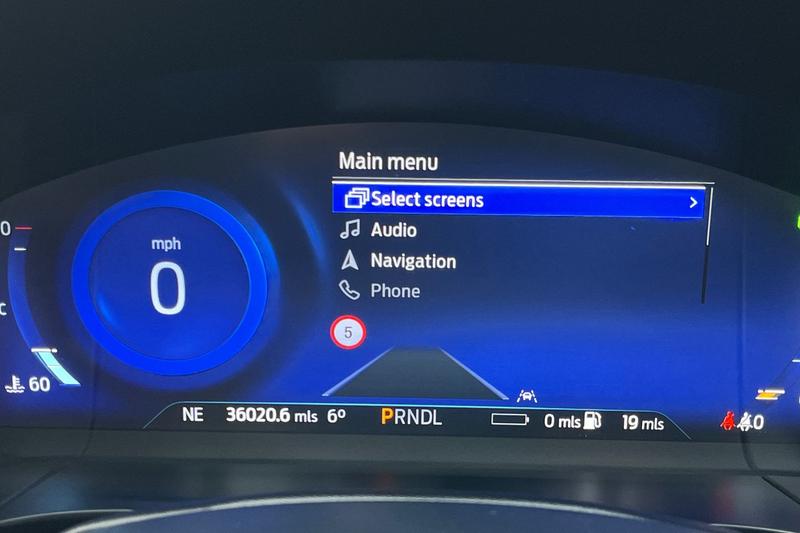 Main menu
Select screens
Audio
Navigation
Phone
mph
0
5
0
C
60
NE 36020.6 mls 6º PRNDL 0 mls 19 mls
0